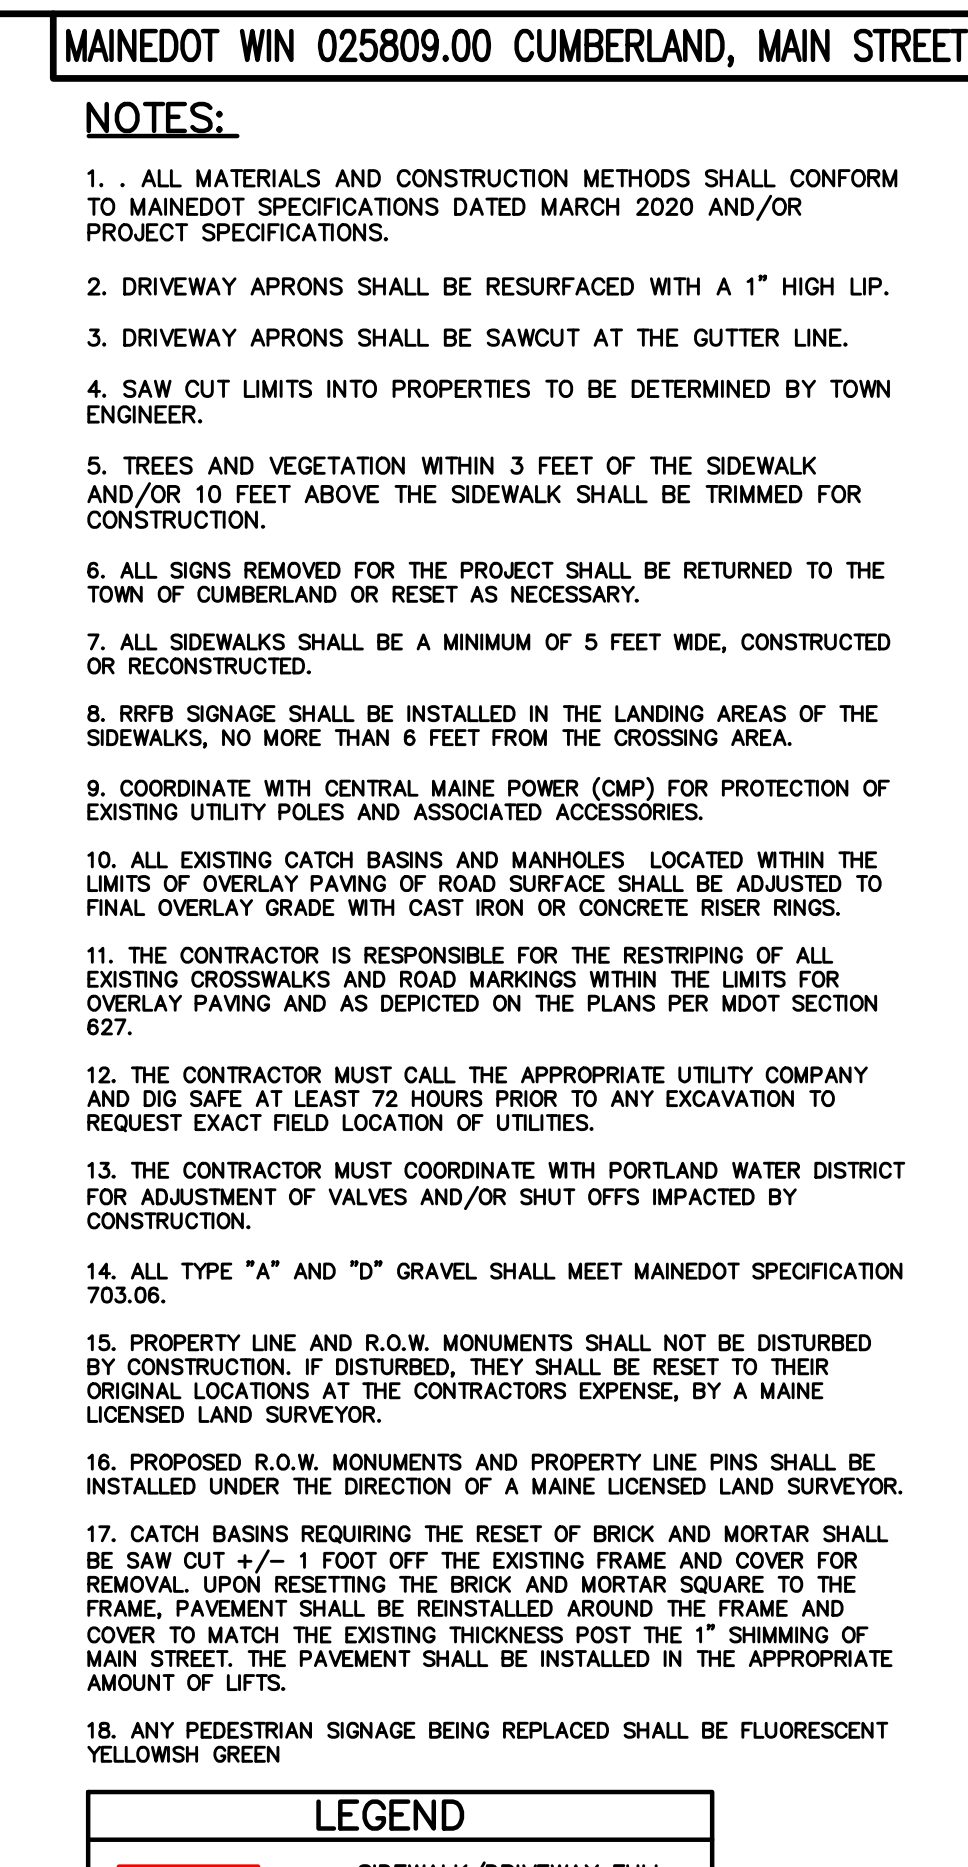 MAINEDOT WIN 025809.00 CUMBERLAND, MAIN STREET
NOTES:
1. . ALL MATERIALS AND CONSTRUCTION METHODS SHALL CONFORM
TO MAINEDOT SPECIFICATIONS DATED MARCH 2020 AND/OR
PROJECT SPECIFICATIONS.
2. DRIVEWAY APRONS SHALL BE RESURFACED WITH A 1" HIGH LIP.
3. DRIVEWAY APRONS SHALL BE SAWCUT AT THE GUTTER LINE.
4. SAW CUT LIMITS INTO PROPERTIES TO BE DETERMINED BY TOWN
ENGINEER.
5. TREES AND VEGETATION WITHIN 3 FEET OF THE SIDEWALK
AND/OR 10 FEET ABOVE THE SIDEWALK SHALL BE TRIMMED FOR
CONSTRUCTION.
6. ALL SIGNS REMOVED FOR THE PROJECT SHALL BE RETURNED TO THE
TOWN OF CUMBERLAND OR RESET AS NECESSARY.
7. ALL SIDEWALKS SHALL BE A MINIMUM OF 5 FEET WIDE, CONSTRUCTED
OR RECONSTRUCTED.
8. RRFB SIGNAGE SHALL BE INSTALLED IN THE LANDING AREAS OF THE
SIDEWALKS, NO MORE THAN 6 FEET FROM THE CROSSING AREA.
9. COORDINATE WITH CENTRAL MAINE POWER (CMP) FOR PROTECTION OF
EXISTING UTILITY POLES AND ASSOCIATED ACCESSORIES.
10. ALL EXISTING CATCH BASINS AND MANHOLES LOCATED WITHIN THE
LIMITS OF OVERLAY PAVING OF ROAD SURFACE SHALL BE ADJUSTED TO
FINAL OVERLAY GRADE WITH CAST IRON OR CONCRETE RISER RINGS.
11. THE CONTRACTOR IS RESPONSIBLE FOR THE RESTRIPING OF ALL
EXISTING CROSSWALKS AND ROAD MARKINGS WITHIN THE LIMITS FOR
OVERLAY PAVING AND AS DEPICTED ON THE PLANS PER MDOT SECTION
627.
12. THE CONTRACTOR MUST CALL THE APPROPRIATE UTILITY COMPANY
AND DIG SAFE AT LEAST 72 HOURS PRIOR TO ANY EXCAVATION TO
REQUEST EXACT FIELD LOCATION OF UTILITIES.
13. THE CONTRACTOR MUST COORDINATE WITH PORTLAND WATER DISTRICT
FOR ADJUSTMENT OF VALVES AND/OR SHUT OFFS IMPACTED BY
CONSTRUCTION.
14. ALL TYPE "A" AND "D" GRAVEL SHALL MEET MAINEDOT SPECIFICATION
703.06.
15. PROPERTY LINE AND R.O.W. MONUMENTS SHALL NOT BE DISTURBED
BY CONSTRUCTION. IF DISTURBED, THEY SHALL BE RESET TO THEIR
ORIGINAL LOCATIONS AT THE CONTRACTORS EXPENSE, BY A MAINE
LICENSED LAND SURVEYOR.
16. PROPOSED R.O.W. MONUMENTS AND PROPERTY LINE PINS SHALL BE
INSTALLED UNDER THE DIRECTION OF A MAINE LICENSED LAND SURVEYOR.
17. CATCH BASINS REQUIRING THE RESET OF BRICK AND MORTAR SHALL
BE SAW CUT +/- 1 FOOT OFF THE EXISTING FRAME AND COVER FOR
REMOVAL. UPON RESETTING THE BRICK AND MORTAR SQUARE TO THE
FRAME, PAVEMENT SHALL BE REINSTALLED AROUND THE FRAME AND
COVER TO MATCH THE EXISTING THICKNESS POST THE 1" SHIMMING OF
MAIN STREET. THE PAVEMENT SHALL BE INSTALLED IN THE APPROPRIATE
AMOUNT OF LIFTS.
18. ANY PEDESTRIAN SIGNAGE BEING REPLACED SHALL BE FLUORESCENT
YELLOWISH GREEN
LEGEND